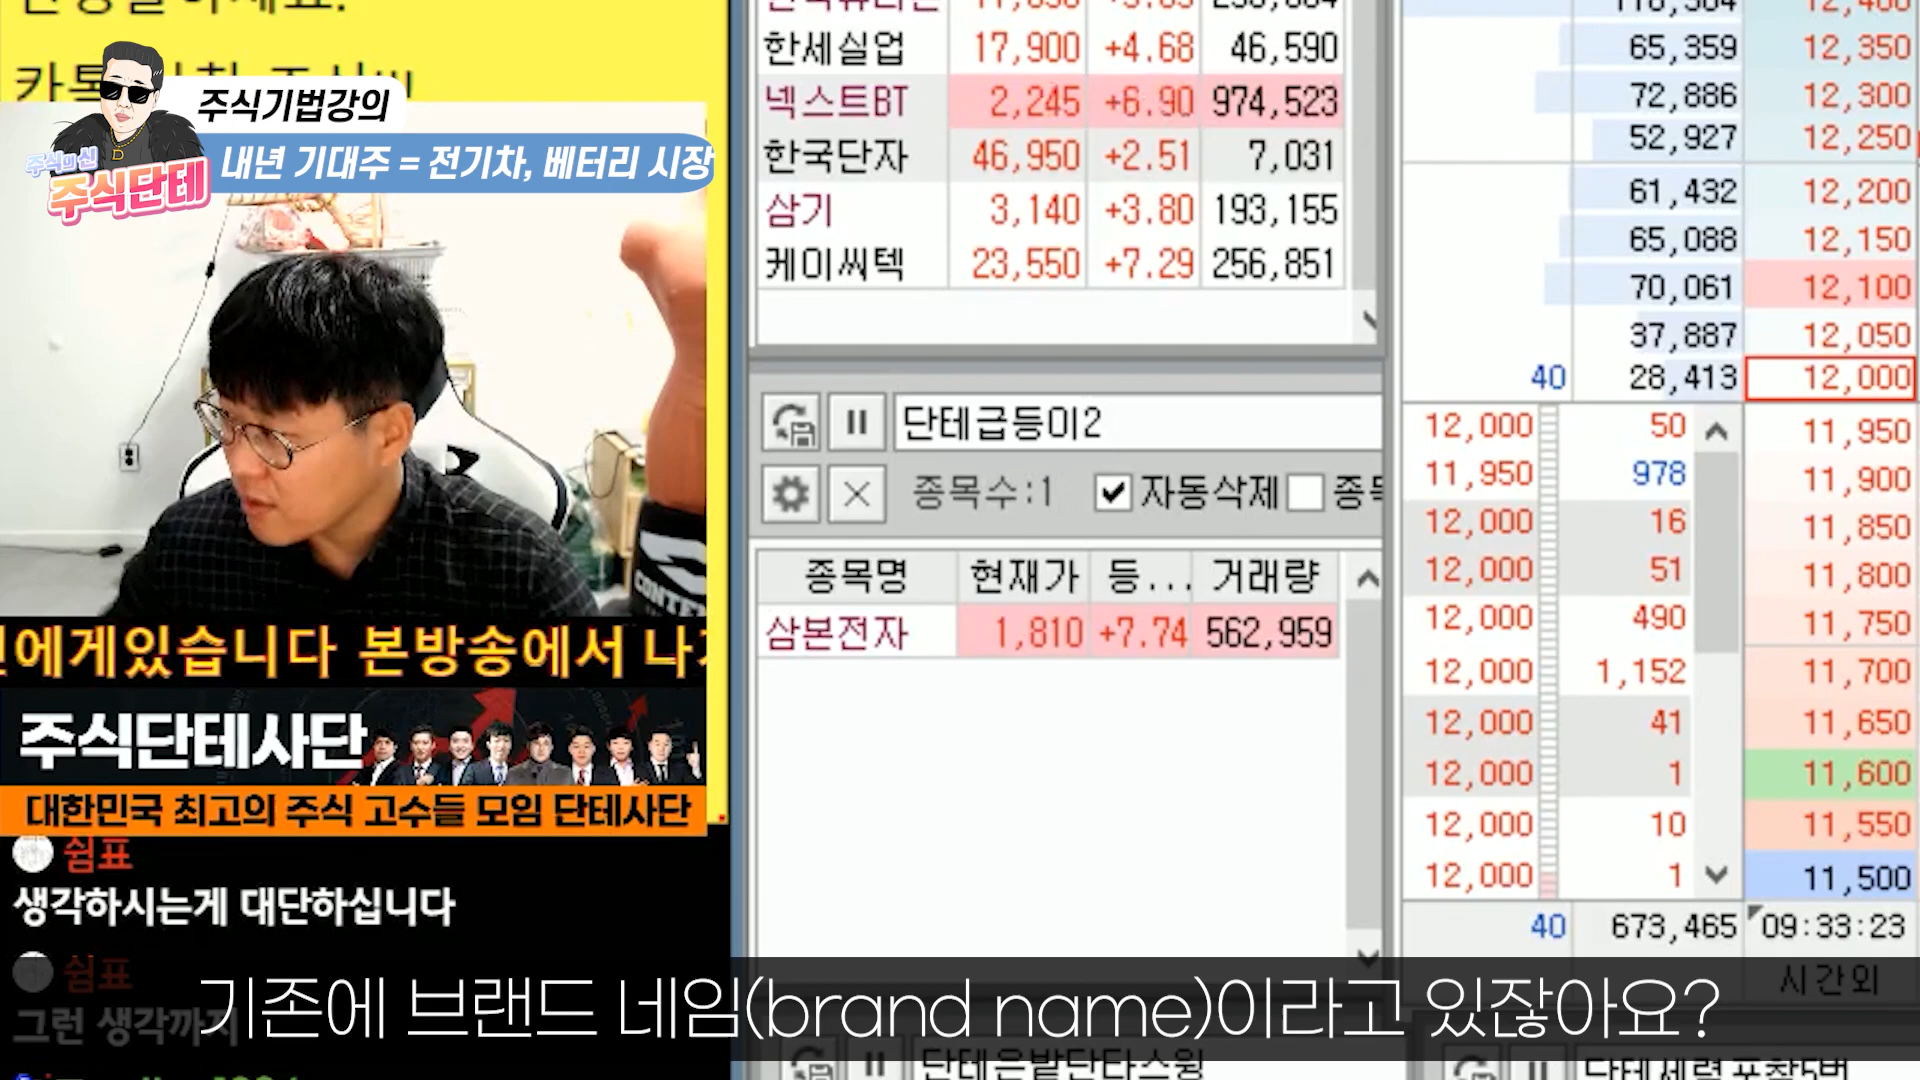 주식기법강의
주식의 신
주식단테
내년 기대주 = 전기차, 베터리 시장
에게있습니다 본방송에서
주식단테사단
대한민국 최고의 주식 고수들 모임 단테사단
쉼표
생각하시는게 대단하십니다
쉼표
그런 생각까지
한세실업 17,900 +4.68 46,590
넥스트BT 2,245 +6.90 974,523
한국단자 46,950 +2.51 7,031
삼기 3,140 +3.80 193,155
케이씨텍 23,550 +7.29 256,851
단테급등이2
종목수:1 자동삭제
종목명 현재가 등... 거래량
삼본전자 1,810 +7.74 562,959
65,359 12,350
72,886 12,300
52,927 12,250
61,432 12,200
65,088 12,150
70,061 12,100
37,887 12,050
40 28,413 12,000
12,000 50 11,950
11,950 978 11,900
12,000 16 11,850
12,000 51 11,800
12,000 490 11,750
12,000 1,152 11,700
12,000 41 11,650
12,000 1 11,600
12,000 10 11,550
12,000 1 11,500
40 673,465 09:33:23
시간외
기존에 브랜드 네임(brand name)이라고 있잖아요?